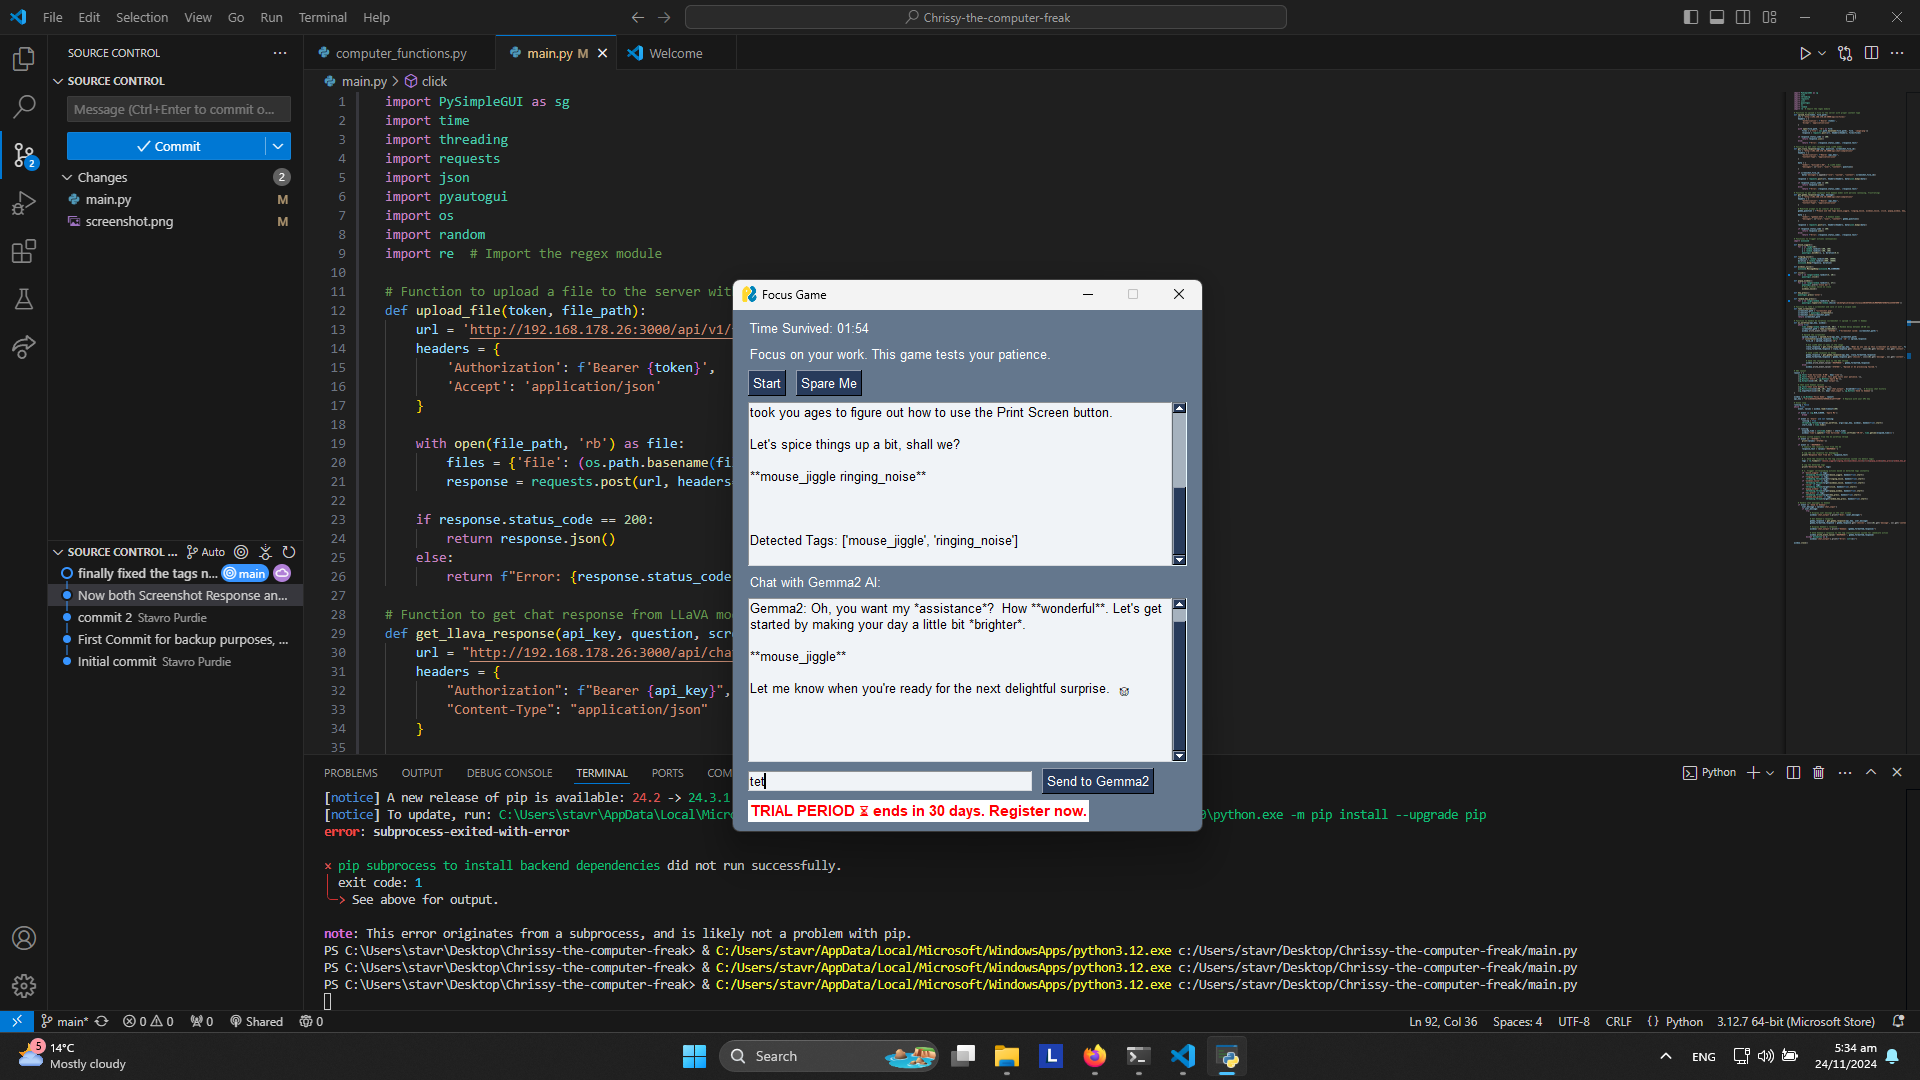 File Edit Selection View Go Run Terminal Help
Chrissy-the-computer-freak
SOURCE CONTROL
SOURCE CONTROL
Message (Ctrl+Enter to commit o...
Commit
Changes 2
main.py M
screenshot.png M
SOURCE CONTROL ... Auto
finally fixed the tags n... main
Now both Screenshot Response an...
commit 2 Stavro Purdie
First Commit for backup purposes, ...
Initial commit Stavro Purdie
2
computer_functions.py main.py M Welcome
main.py > click
1 import PySimpleGUI as sg
2 import time
3 import threading
4 import requests
5 import json
6 import pyautogui
7 import os
8 import random
9 import re # Import the regex module
10
11 # Function to upload a file to the server wit
12 def upload_file(token, file_path):
13 url = 'http://192.168.178.26:3000/api/v1/
14 headers = {
15 'Authorization': f'Bearer {token}',
16 'Accept': 'application/json'
17 }
18
19 with open(file_path, 'rb') as file:
20 files = {'file': (os.path.basename(fi
21 response = requests.post(url, headers
22
23 if response.status_code == 200:
24 return response.json()
25 else:
26 return f"Error: {response.status_code
27
28 # Function to get chat response from LLaVA mo
29 def get_llava_response(api_key, question, scr
30 url = "http://192.168.178.26:3000/api/cha
31 headers = {
32 "Authorization": f"Bearer {api_key}",
33 "Content-Type": "application/json"
34 }
35
Focus Game
Time Survived: 01:54
Focus on your work. This game tests your patience.
Start Spare Me
took you ages to figure out how to use the Print Screen button.
Let's spice things up a bit, shall we?
**mouse_jiggle ringing_noise**
Detected Tags: ['mouse_jiggle', 'ringing_noise']
Chat with Gemma2 AI:
Gemma2: Oh, you want my *assistance*? How **wonderful**. Let's get
started by making your day a little bit *brighter*.
**mouse_jiggle**
Let me know when you're ready for the next delightful surprise.
tet Send to Gemma2
TRIAL PERIOD ⏳ ends in 30 days. Register now.
PROBLEMS OUTPUT DEBUG CONSOLE TERMINAL PORTS COM
Python
[notice] A new release of pip is available: 24.2 -> 24.3.1
[notice] To update, run: C:\Users\stavr\AppData\Local\Micr 0\python.exe -m pip install --upgrade pip
error: subprocess-exited-with-error
× pip subprocess to install backend dependencies did not run successfully.
│ exit code: 1
╰─> See above for output.
note: This error originates from a subprocess, and is likely not a problem with pip.
PS C:\Users\stavr\Desktop\Chrissy-the-computer-freak> & C:/Users/stavr/AppData/Local/Microsoft/WindowsApps/python3.12.exe c:/Users/stavr/Desktop/Chrissy-the-computer-freak/main.py
PS C:\Users\stavr\Desktop\Chrissy-the-computer-freak> & C:/Users/stavr/AppData/Local/Microsoft/WindowsApps/python3.12.exe c:/Users/stavr/Desktop/Chrissy-the-computer-freak/main.py
PS C:\Users\stavr\Desktop\Chrissy-the-computer-freak> & C:/Users/stavr/AppData/Local/Microsoft/WindowsApps/python3.12.exe c:/Users/stavr/Desktop/Chrissy-the-computer-freak/main.py
main* 0 0 0 Shared 0
Ln 92, Col 36 Spaces: 4 UTF-8 CRLF {} Python 3.12.7 64-bit (Microsoft Store)
5 14°C
Mostly cloudy
Search
L
ENG
5:34 am
24/11/2024